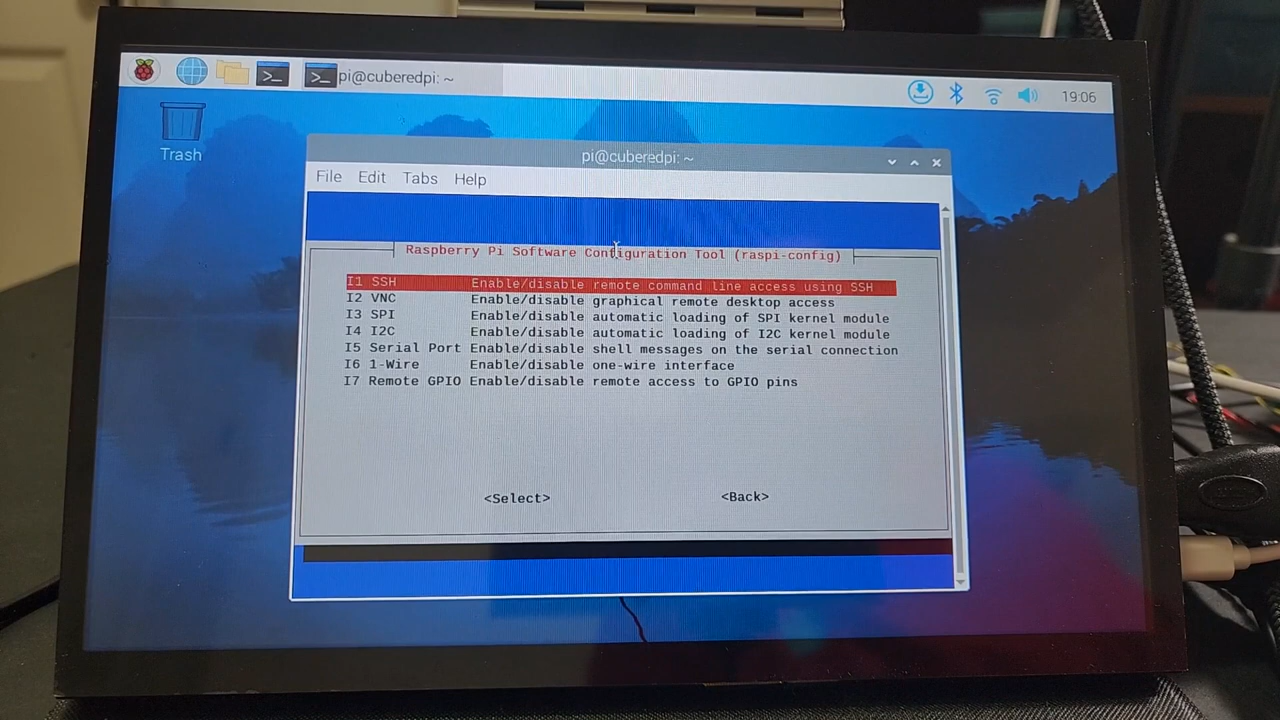 pi@cuberedpi: ~
19:06
Trash
pi@cuberedpi: ~
File Edit Tabs Help
Raspberry Pi Software Configuration Tool (raspi-config)
I1 SSH Enable/disable remote command line access using SSH
I2 VNC Enable/disable graphical remote desktop access
I3 SPI Enable/disable automatic loading of SPI kernel module
I4 I2C Enable/disable automatic loading of I2C kernel module
I5 Serial Port Enable/disable shell messages on the serial connection
I6 1-Wire Enable/disable one-wire interface
I7 Remote GPIO Enable/disable remote access to GPIO pins
<Select> <Back>